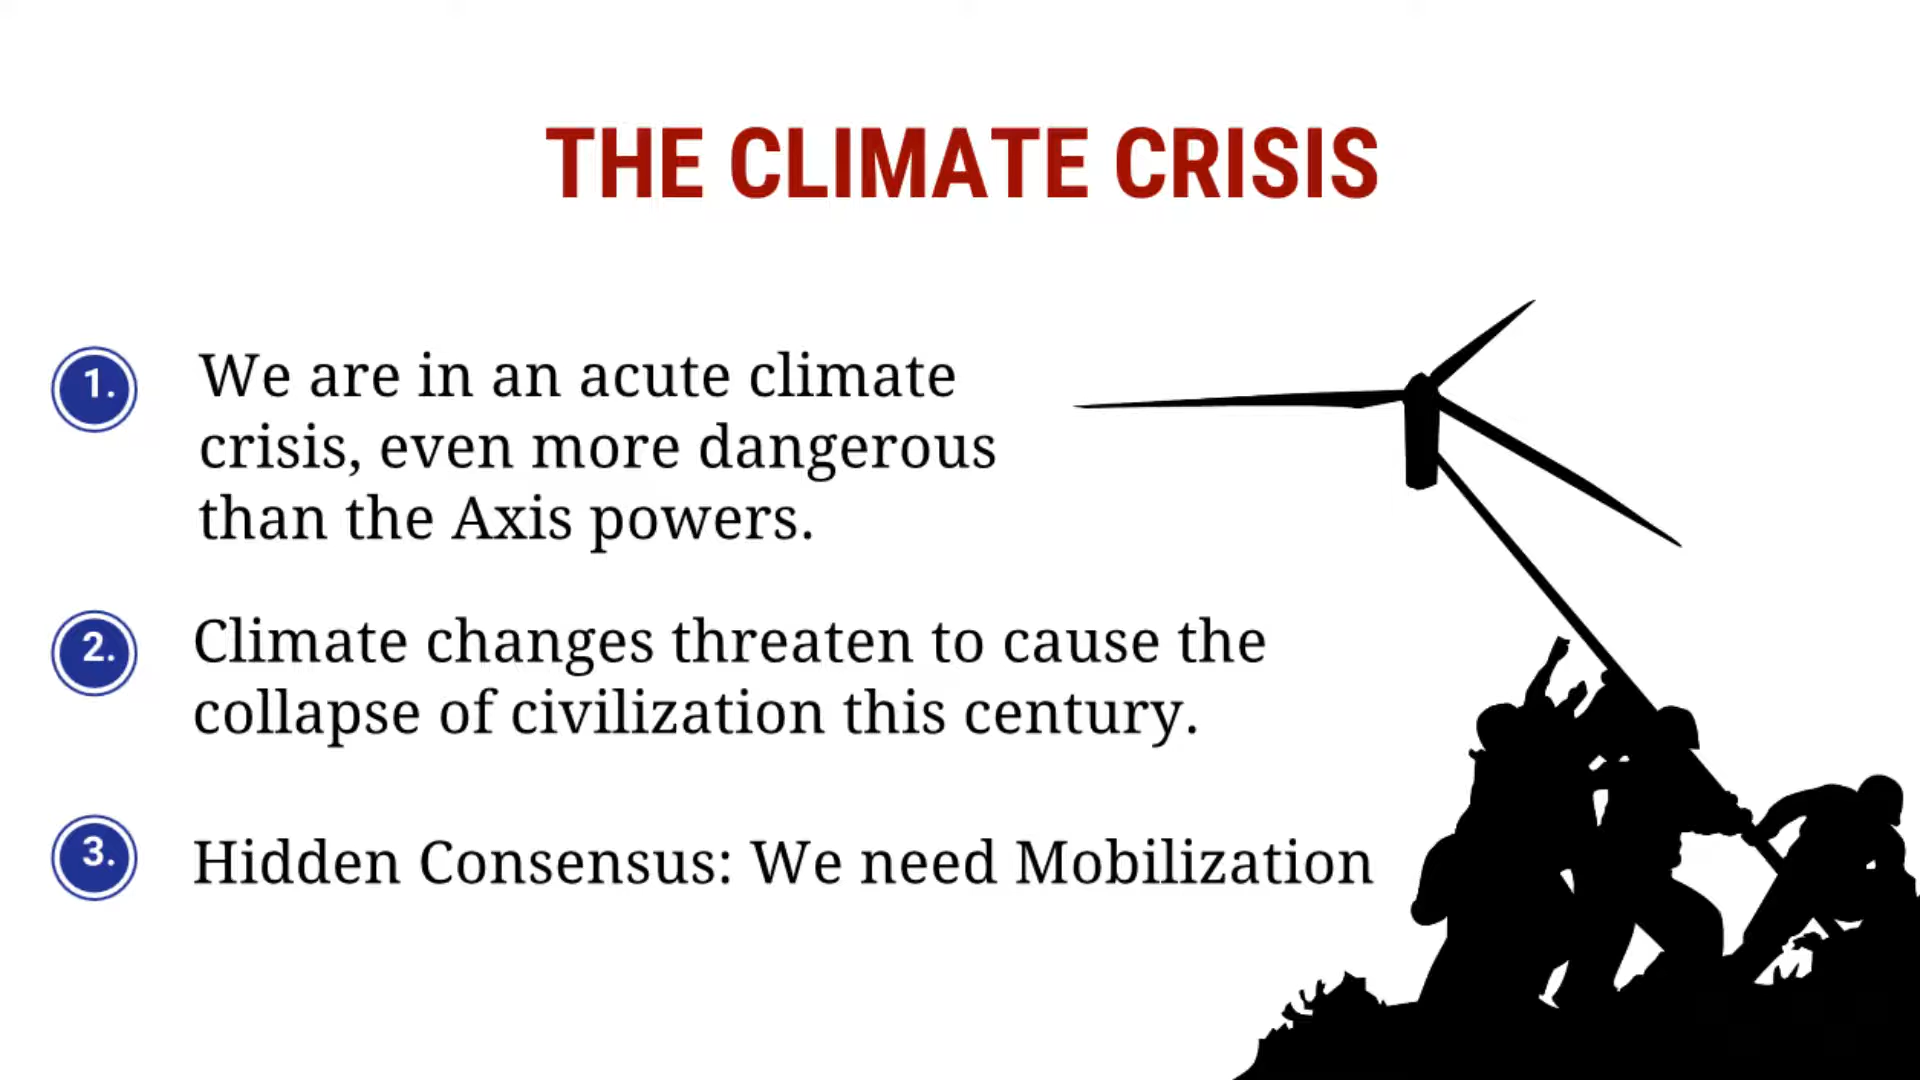 THE CLIMATE CRISIS
1. We are in an acute climate
crisis, even more dangerous
than the Axis powers.
2. Climate changes threaten to cause the
collapse of civilization this century.
3. Hidden Consensus: We need Mobilization